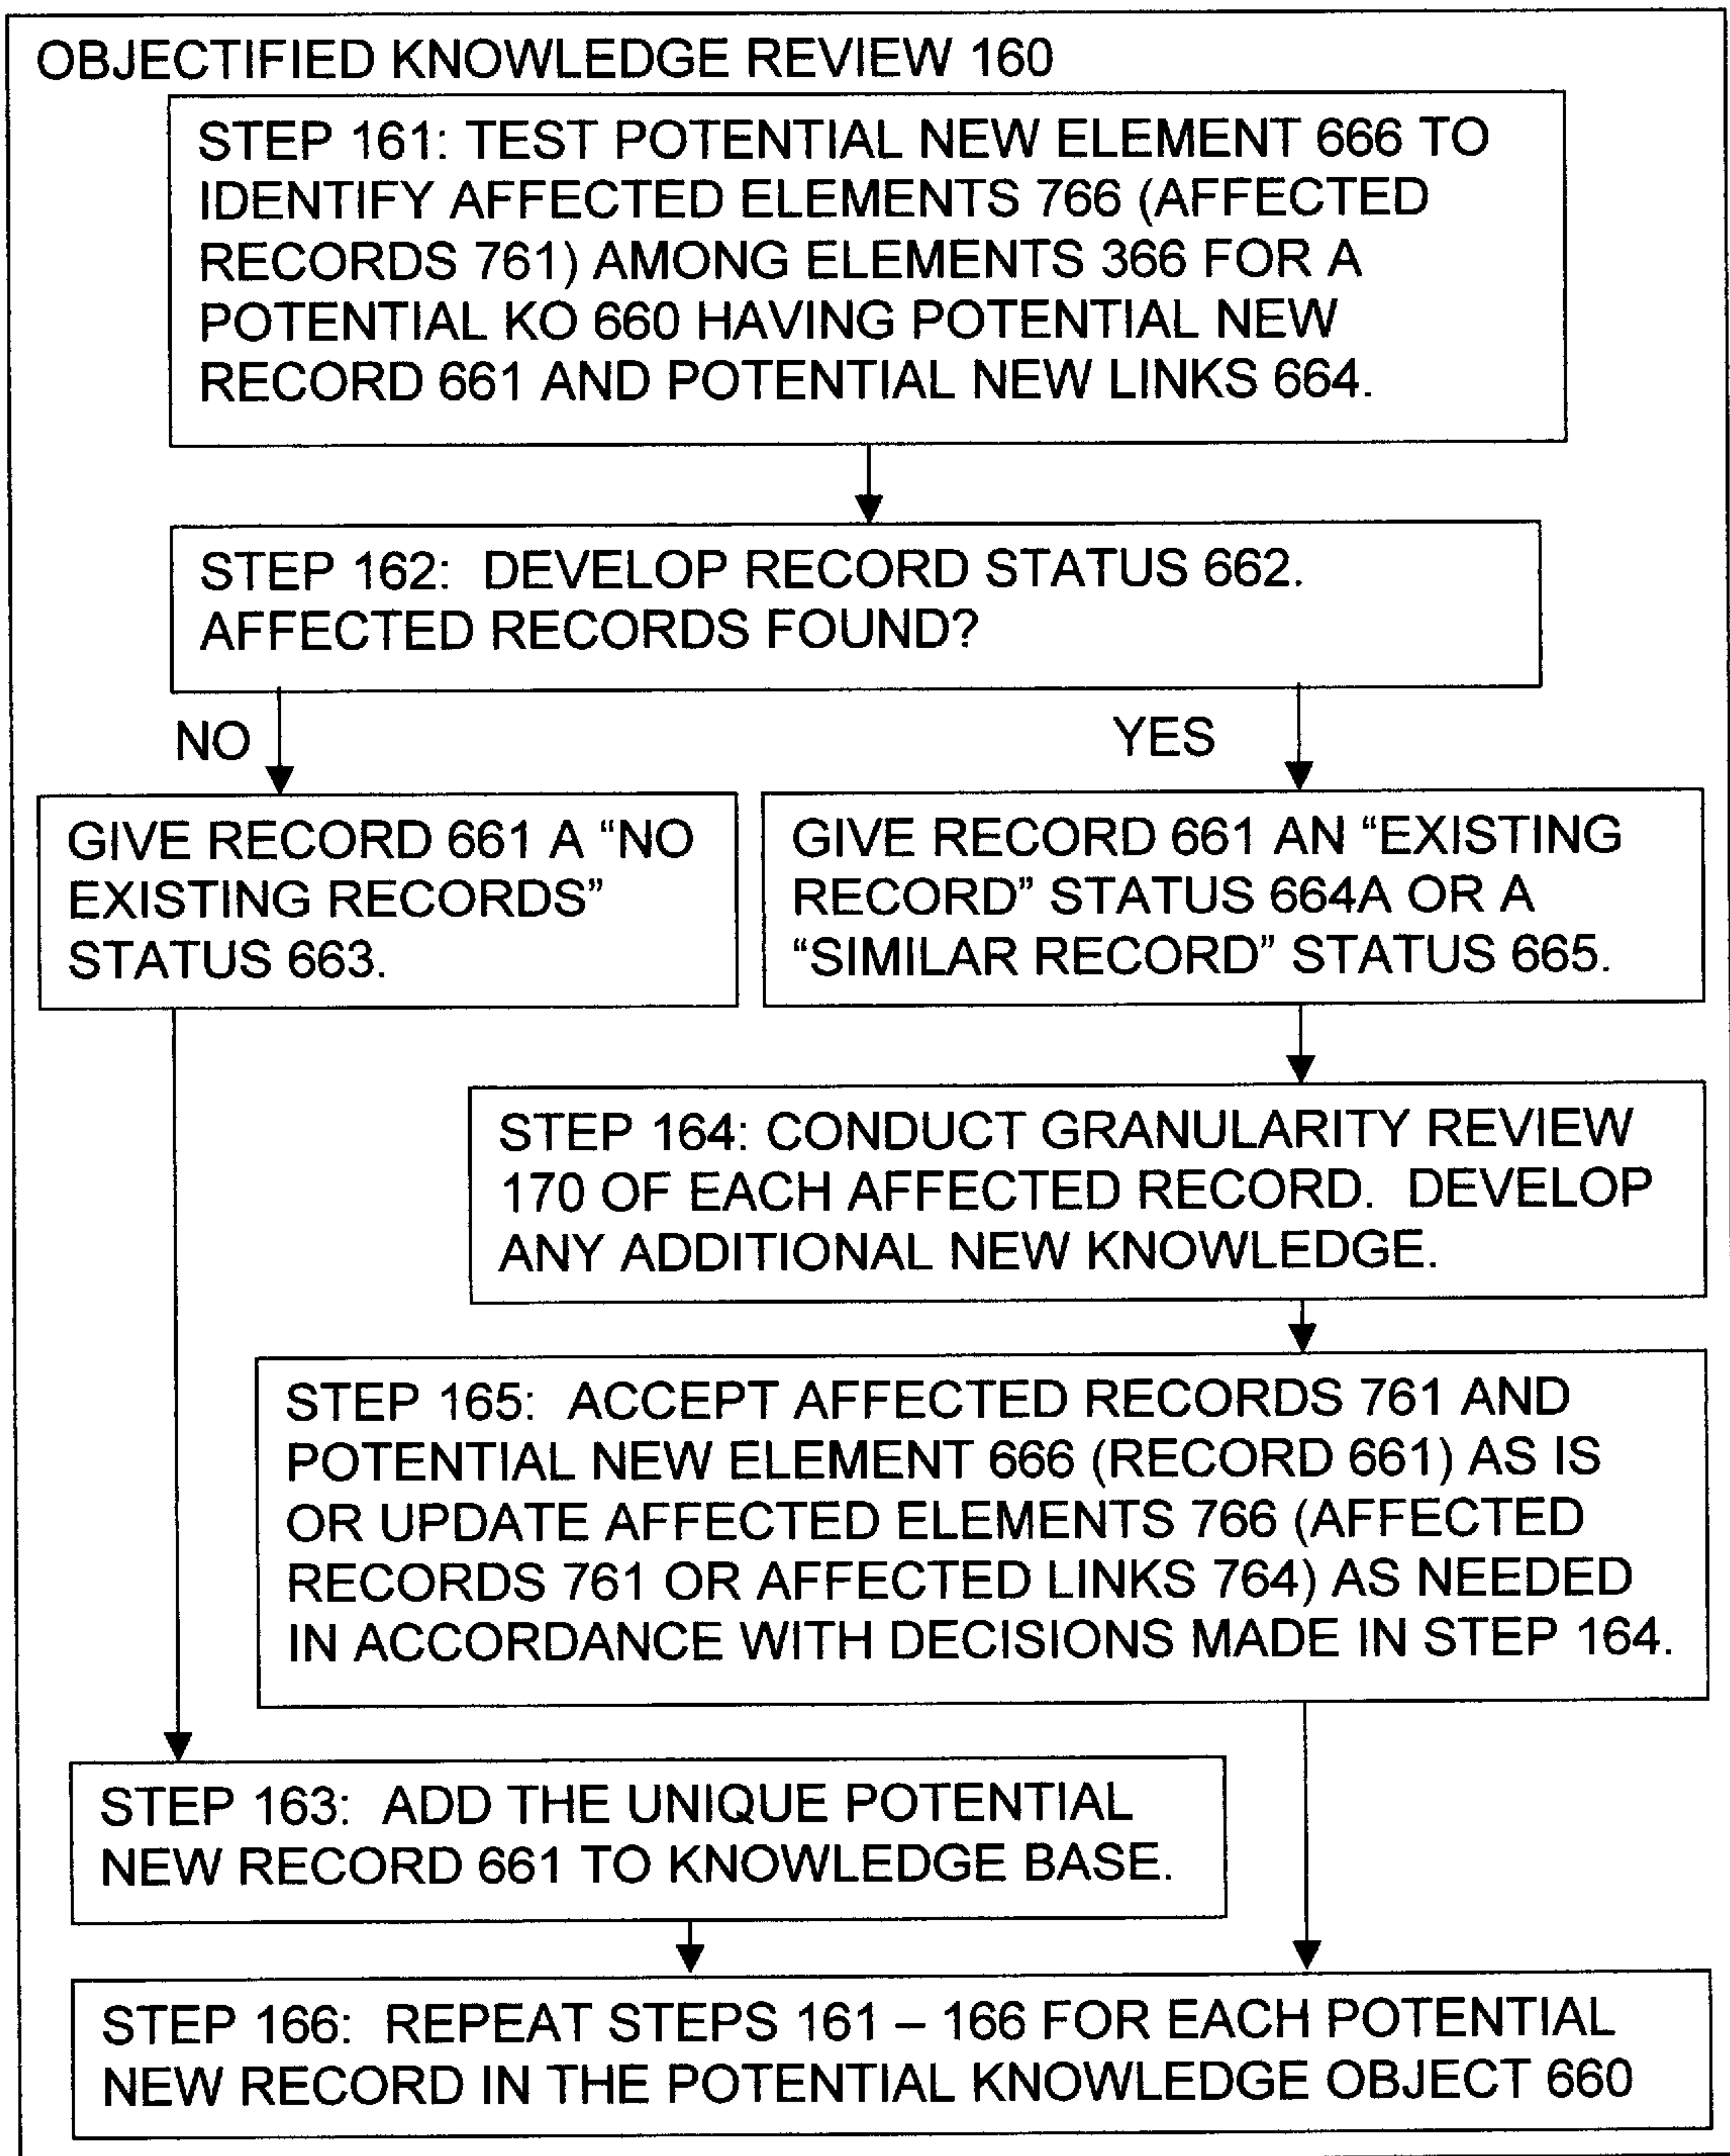 OBJECTIFIED KNOWLEDGE REVIEW 160
STEP 161: TEST POTENTIAL NEW ELEMENT 666 TO
IDENTIFY AFFECTED ELEMENTS 766 (AFFECTED
RECORDS 761) AMONG ELEMENTS 366 FOR A
POTENTIAL KO 660 HAVING POTENTIAL NEW
RECORD 661 AND POTENTIAL NEW LINKS 664.
STEP 162: DEVELOP RECORD STATUS 662.
AFFECTED RECORDS FOUND?
NO
YES
GIVE RECORD 661 A “NO
EXISTING RECORDS”
STATUS 663.
GIVE RECORD 661 AN “EXISTING
RECORD” STATUS 664A OR A
“SIMILAR RECORD” STATUS 665.
STEP 164: CONDUCT GRANULARITY REVIEW
170 OF EACH AFFECTED RECORD. DEVELOP
ANY ADDITIONAL NEW KNOWLEDGE.
STEP 165: ACCEPT AFFECTED RECORDS 761 AND
POTENTIAL NEW ELEMENT 666 (RECORD 661) AS IS
OR UPDATE AFFECTED ELEMENTS 766 (AFFECTED
RECORDS 761 OR AFFECTED LINKS 764) AS NEEDED
IN ACCORDANCE WITH DECISIONS MADE IN STEP 164.
STEP 163: ADD THE UNIQUE POTENTIAL
NEW RECORD 661 TO KNOWLEDGE BASE.
STEP 166: REPEAT STEPS 161 – 166 FOR EACH POTENTIAL
NEW RECORD IN THE POTENTIAL KNOWLEDGE OBJECT 660